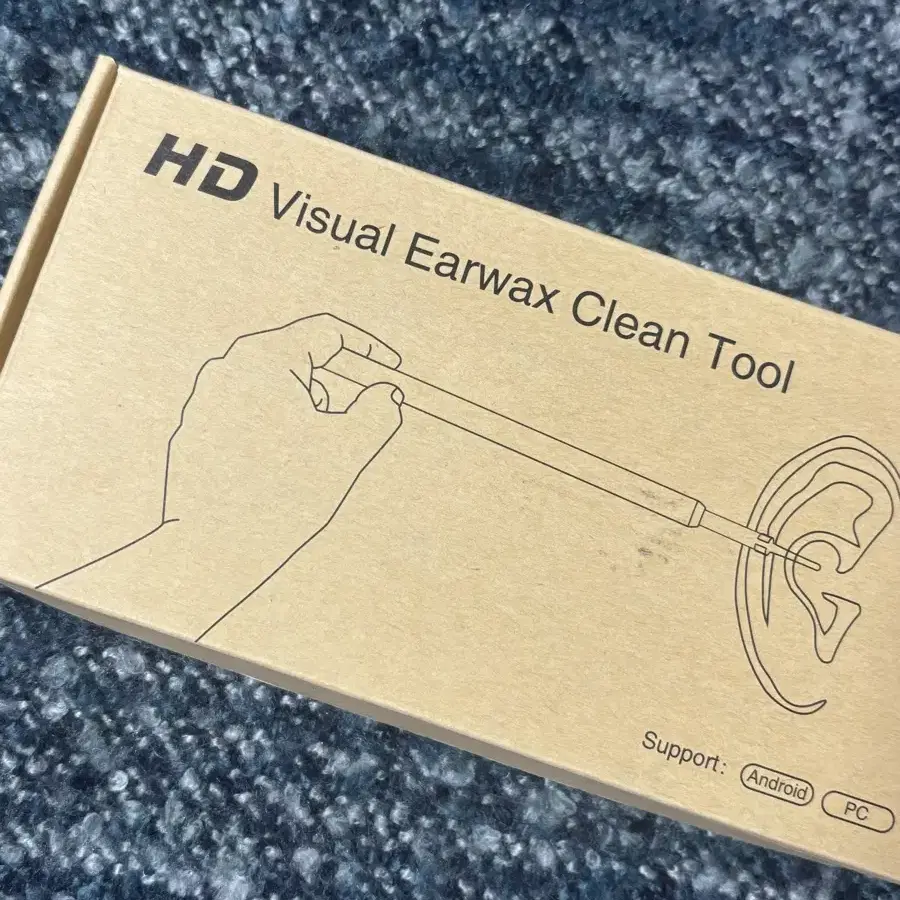 HD Visual Earwax Clean Tool
Support: Android PC